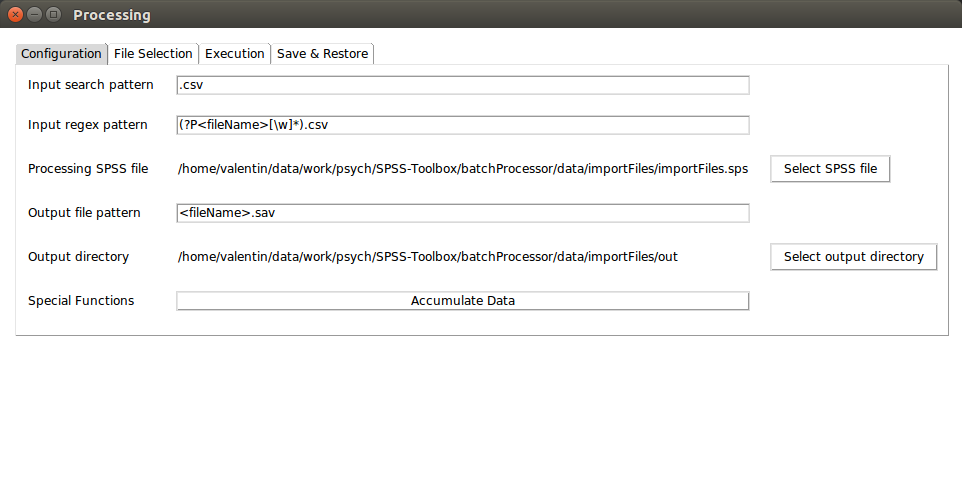 Processing
Configuration File Selection Execution Save & Restore
Input search pattern .csv
Input regex pattern (?P<fileName>[\w]*).csv
Processing SPSS file /home/valentin/data/work/psych/SPSS-Toolbox/batchProcessor/data/importFiles/importFiles.sps Select SPSS file
Output file pattern <fileName>.sav
Output directory /home/valentin/data/work/psych/SPSS-Toolbox/batchProcessor/data/importFiles/out Select output directory
Special Functions Accumulate Data